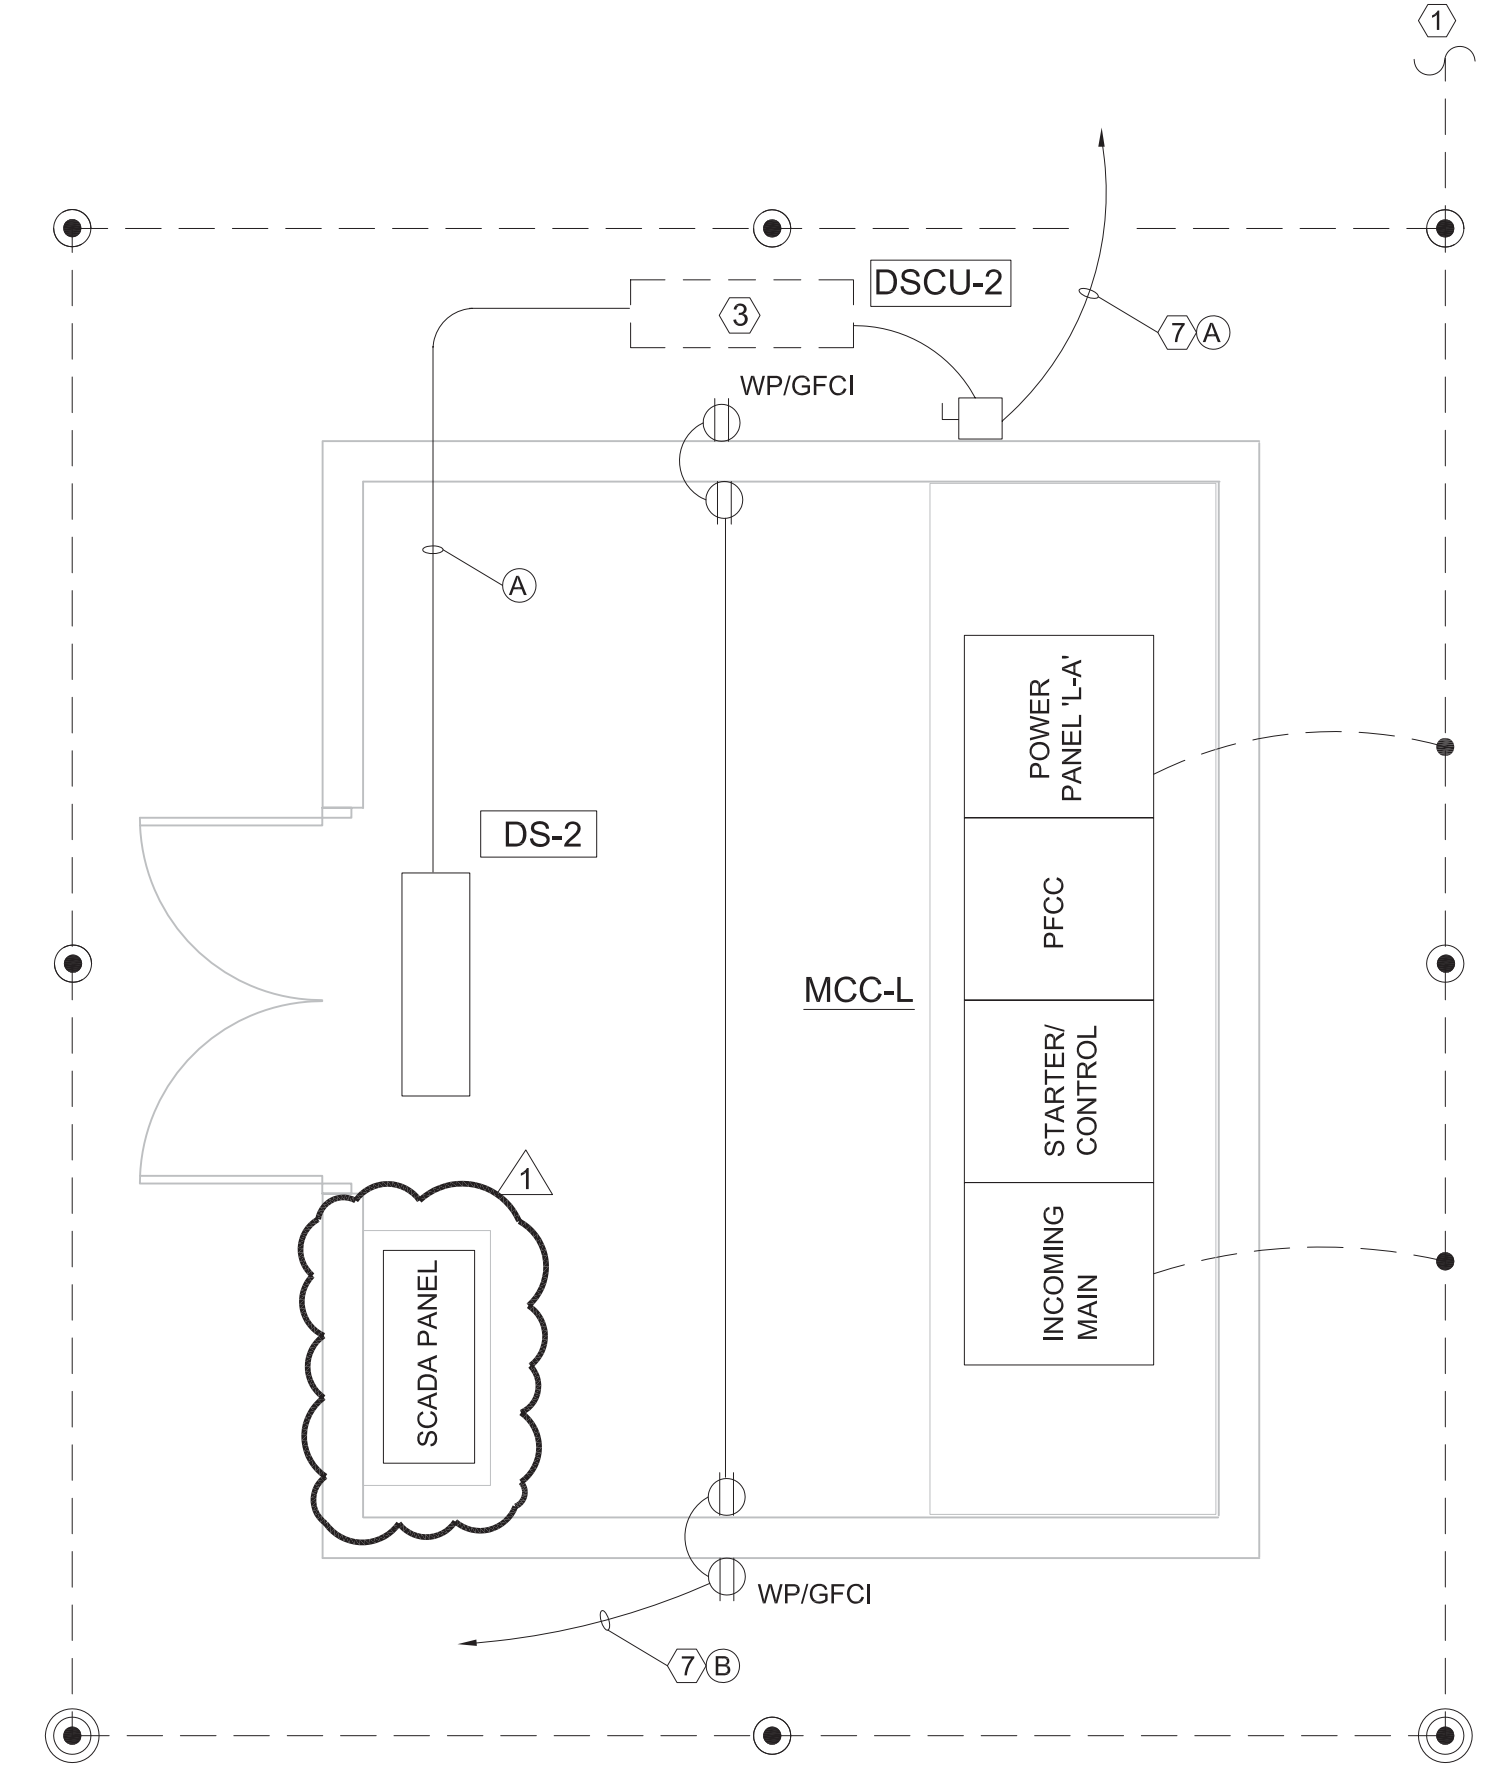 1
DSCU-2
3
7 A
WP/GFCI
A
POWER
PANEL 'L-A'
DS-2
PFCC
MCC-L
STARTER/
CONTROL
1
INCOMING
MAIN
SCADA PANEL
WP/GFCI
7 B